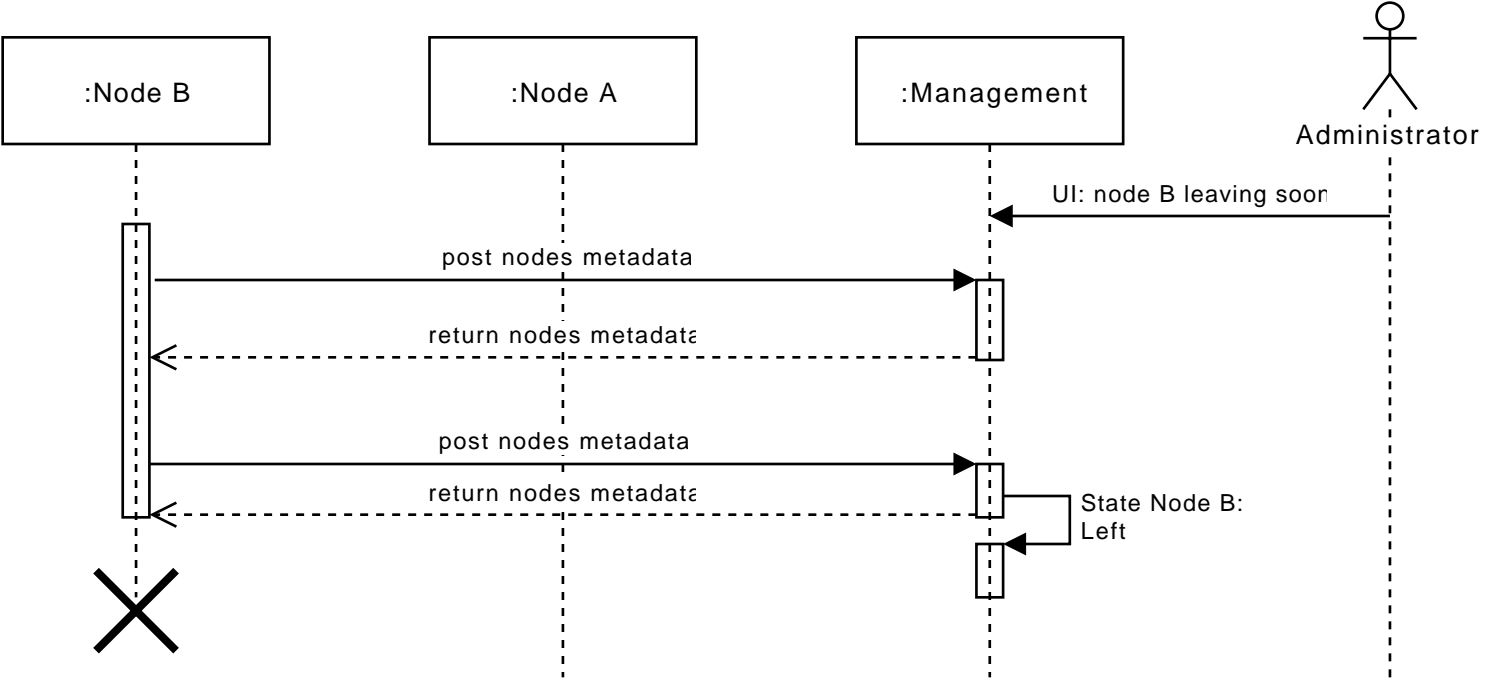 :Node B
:Node A
:Management
Administrator
UI: node B leaving soon
post nodes metadata
return nodes metadata
post nodes metadata
return nodes metadata
State Node B:
Left